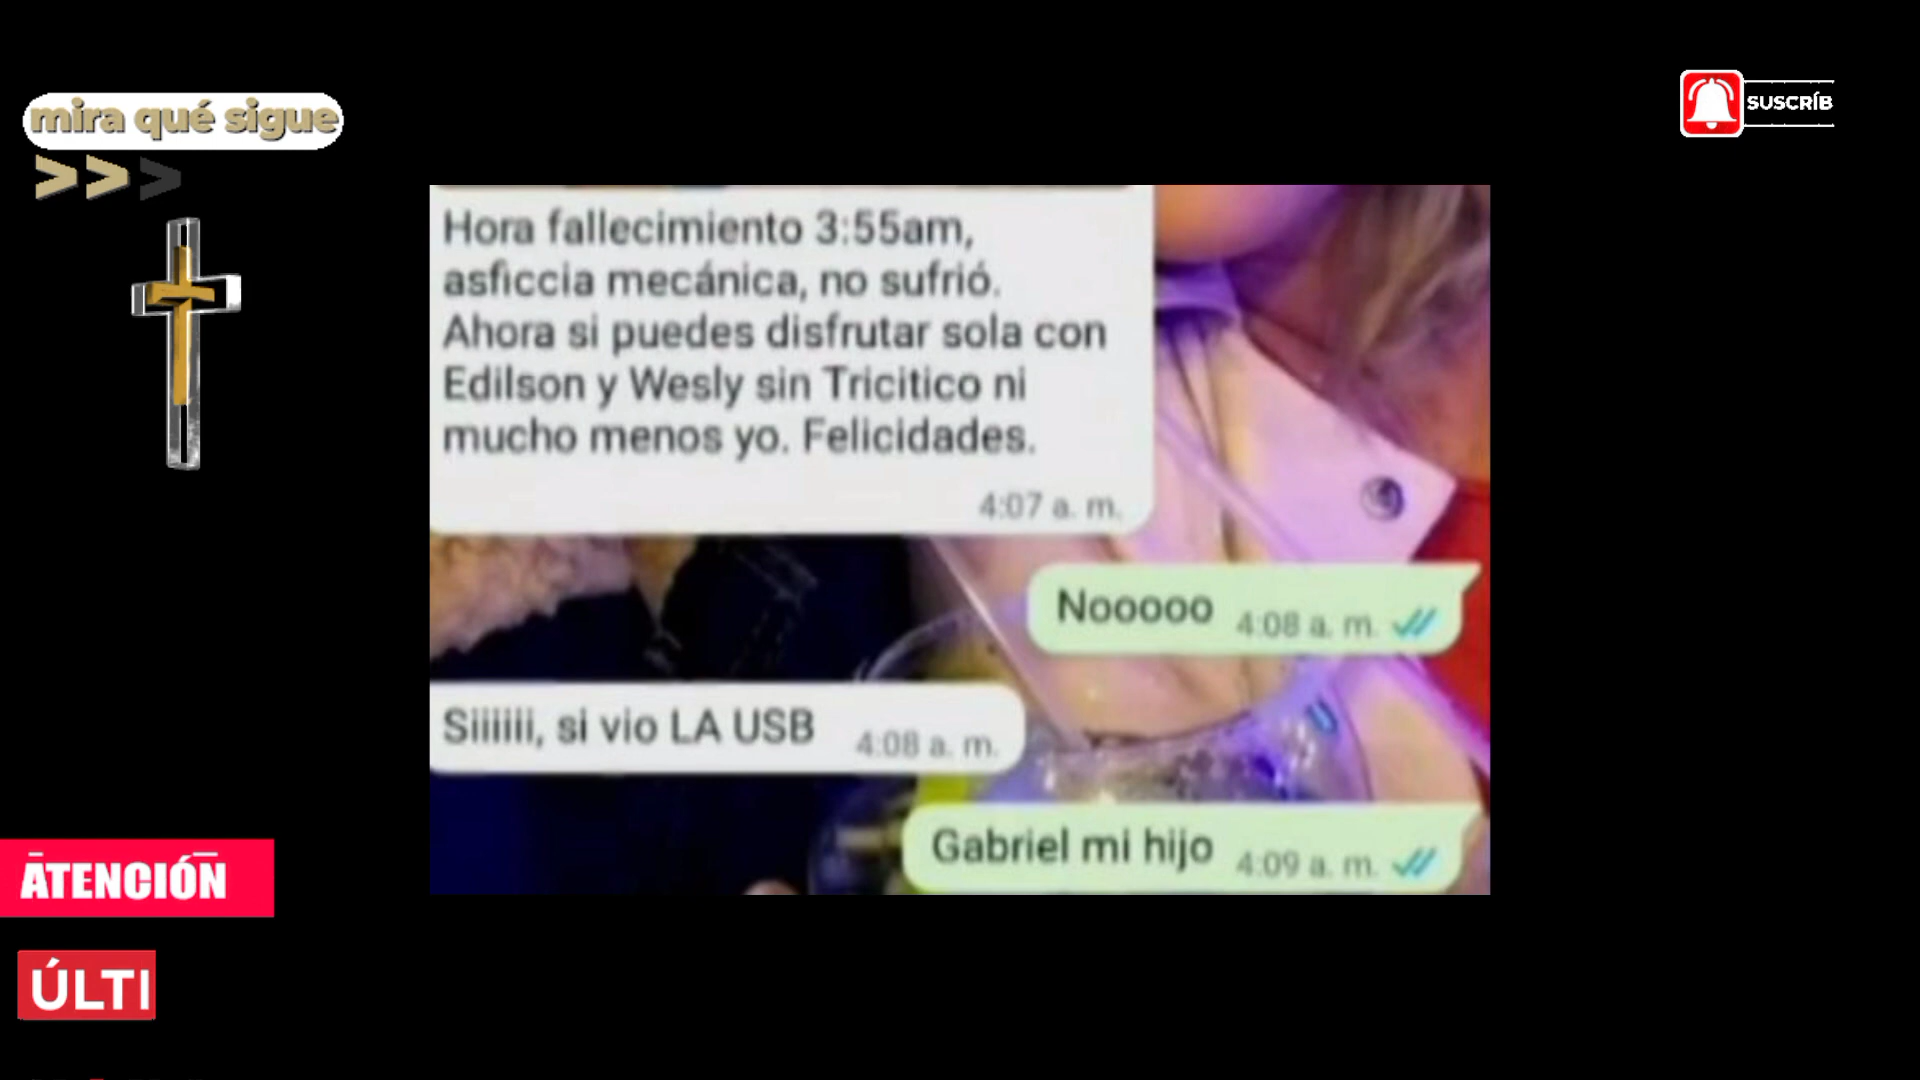 mira qué sigue
>>>
SUSCRÍB
Hora fallecimiento 3:55am,
asficcia mecánica, no sufrió.
Ahora si puedes disfrutar sola con
Edilson y Wesly sin Tricitico ni
mucho menos yo. Felicidades.
4:07 a. m.
Nooooo 4:08 a. m.
Siiiiii, si vio LA USB 4:08 a. m.
Gabriel mi hijo 4:09 a. m.
ATENCIÓN
ÚLTI